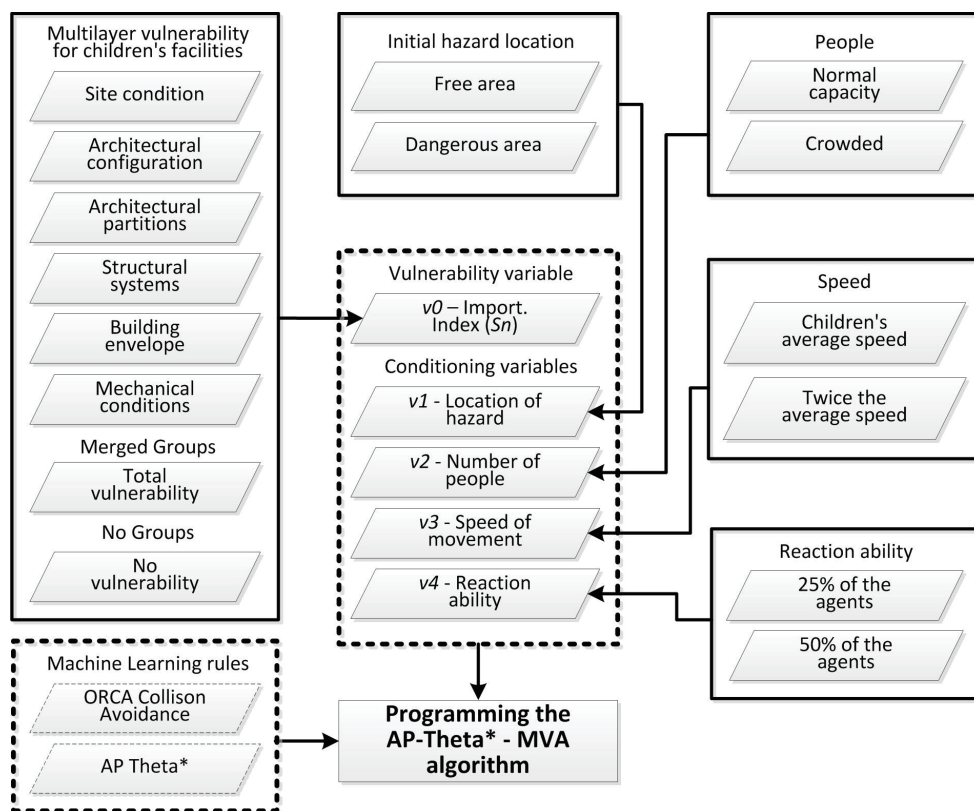 Multilayer vulnerability
for children's facilities
Site condition
Architectural
configuration
Architectural
partitions
Structural
systems
Building
envelope
Mechanical
conditions
Merged Groups
Total
vulnerability
No Groups
No
vulnerability
Initial hazard location
Free area
Dangerous area
People
Normal
capacity
Crowded
Vulnerability variable
v0 – Import.
Index (Sn)
Conditioning variables
v1 - Location of
hazard
v2 - Number of
people
v3 - Speed of
movement
v4 - Reaction
ability
Speed
Children's
average speed
Twice the
average speed
Reaction ability
25% of the
agents
50% of the
agents
Machine Learning rules
ORCA Collison
Avoidance
AP Theta*
Programming the
AP-Theta* - MVA
algorithm